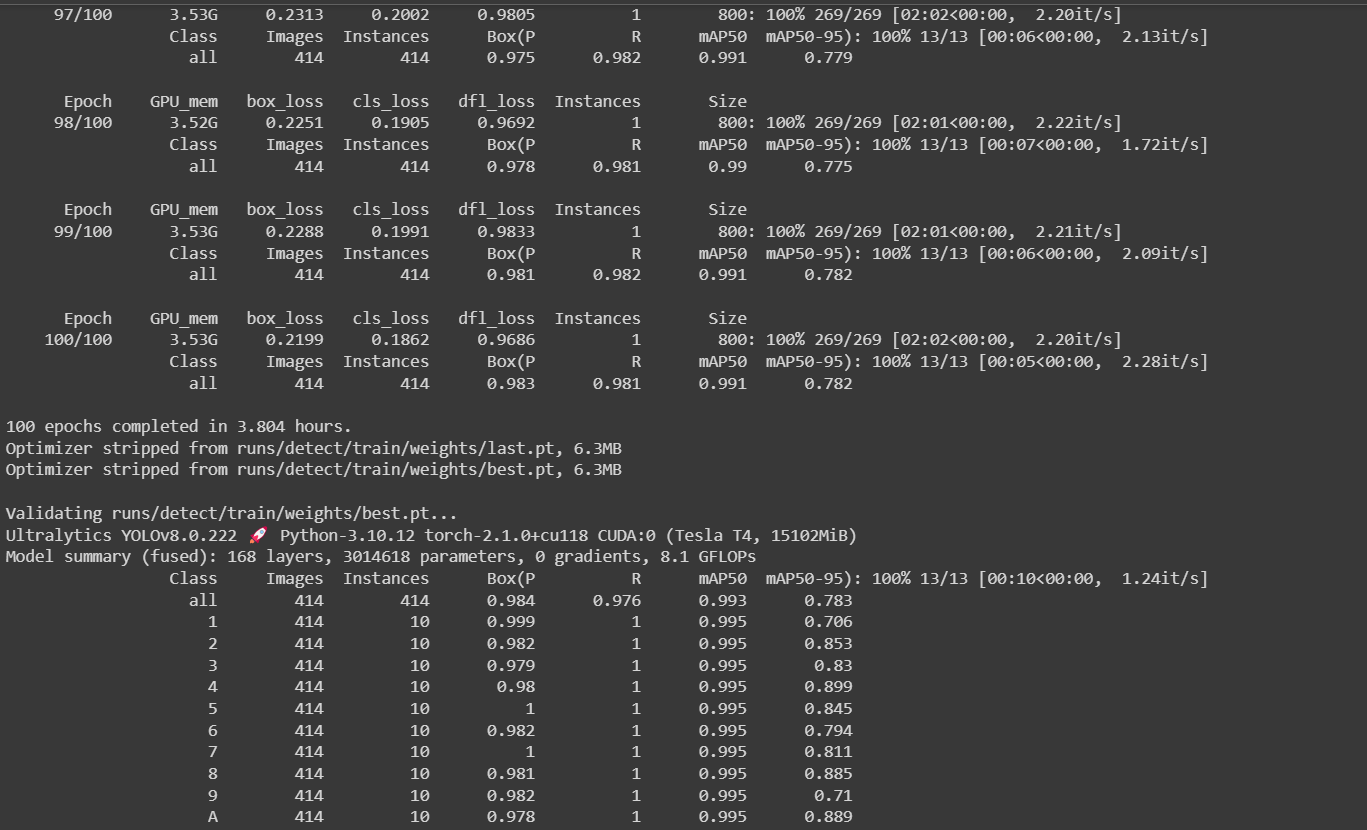 97/100 3.53G 0.2313 0.2002 0.9805 1 800: 100% 269/269 [02:02<00:00, 2.20it/s]
Class Images Instances Box(P R mAP50 mAP50-95): 100% 13/13 [00:06<00:00, 2.13it/s]
all 414 414 0.975 0.982 0.991 0.779
Epoch GPU_mem box_loss cls_loss dfl_loss Instances Size
98/100 3.52G 0.2251 0.1905 0.9692 1 800: 100% 269/269 [02:01<00:00, 2.22it/s]
Class Images Instances Box(P R mAP50 mAP50-95): 100% 13/13 [00:07<00:00, 1.72it/s]
all 414 414 0.978 0.981 0.99 0.775
Epoch GPU_mem box_loss cls_loss dfl_loss Instances Size
99/100 3.53G 0.2288 0.1991 0.9833 1 800: 100% 269/269 [02:01<00:00, 2.21it/s]
Class Images Instances Box(P R mAP50 mAP50-95): 100% 13/13 [00:06<00:00, 2.09it/s]
all 414 414 0.981 0.982 0.991 0.782
Epoch GPU_mem box_loss cls_loss dfl_loss Instances Size
100/100 3.53G 0.2199 0.1862 0.9686 1 800: 100% 269/269 [02:02<00:00, 2.20it/s]
Class Images Instances Box(P R mAP50 mAP50-95): 100% 13/13 [00:05<00:00, 2.28it/s]
all 414 414 0.983 0.981 0.991 0.782
100 epochs completed in 3.804 hours.
Optimizer stripped from runs/detect/train/weights/last.pt, 6.3MB
Optimizer stripped from runs/detect/train/weights/best.pt, 6.3MB
Validating runs/detect/train/weights/best.pt...
Ultralytics YOLOv8.0.222 🚀 Python-3.10.12 torch-2.1.0+cu118 CUDA:0 (Tesla T4, 15102MiB)
Model summary (fused): 168 layers, 3014618 parameters, 0 gradients, 8.1 GFLOPs
Class Images Instances Box(P R mAP50 mAP50-95): 100% 13/13 [00:10<00:00, 1.24it/s]
all 414 414 0.984 0.976 0.993 0.783
1 414 10 0.999 1 0.995 0.706
2 414 10 0.982 1 0.995 0.853
3 414 10 0.979 1 0.995 0.83
4 414 10 0.98 1 0.995 0.899
5 414 10 1 1 0.995 0.845
6 414 10 0.982 1 0.995 0.794
7 414 10 1 1 0.995 0.811
8 414 10 0.981 1 0.995 0.885
9 414 10 0.982 1 0.995 0.71
A 414 10 0.978 1 0.995 0.889